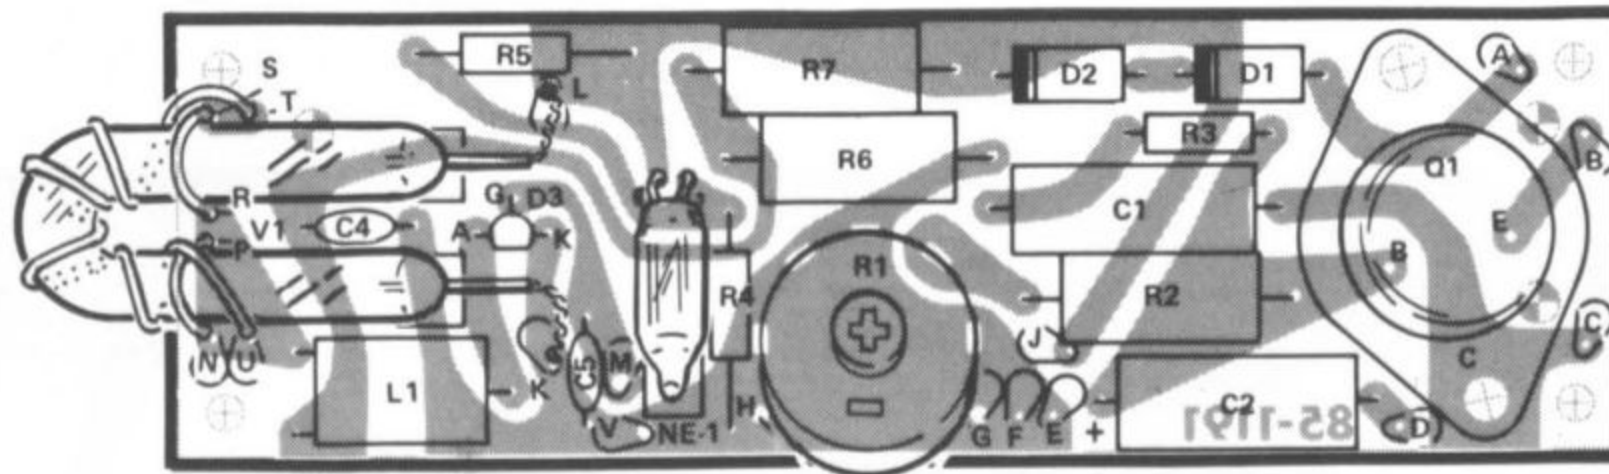 R5
R7
D2
D1
A
S
L
T
R3
B
R6
Q1
R
G D3
C1
V1
C4
A
K
E
P
R1
B
R4
R2
C
J
N U
C5
M
C
L1
K
H
C2
V
NE-1
G F E
+
85-1191
D